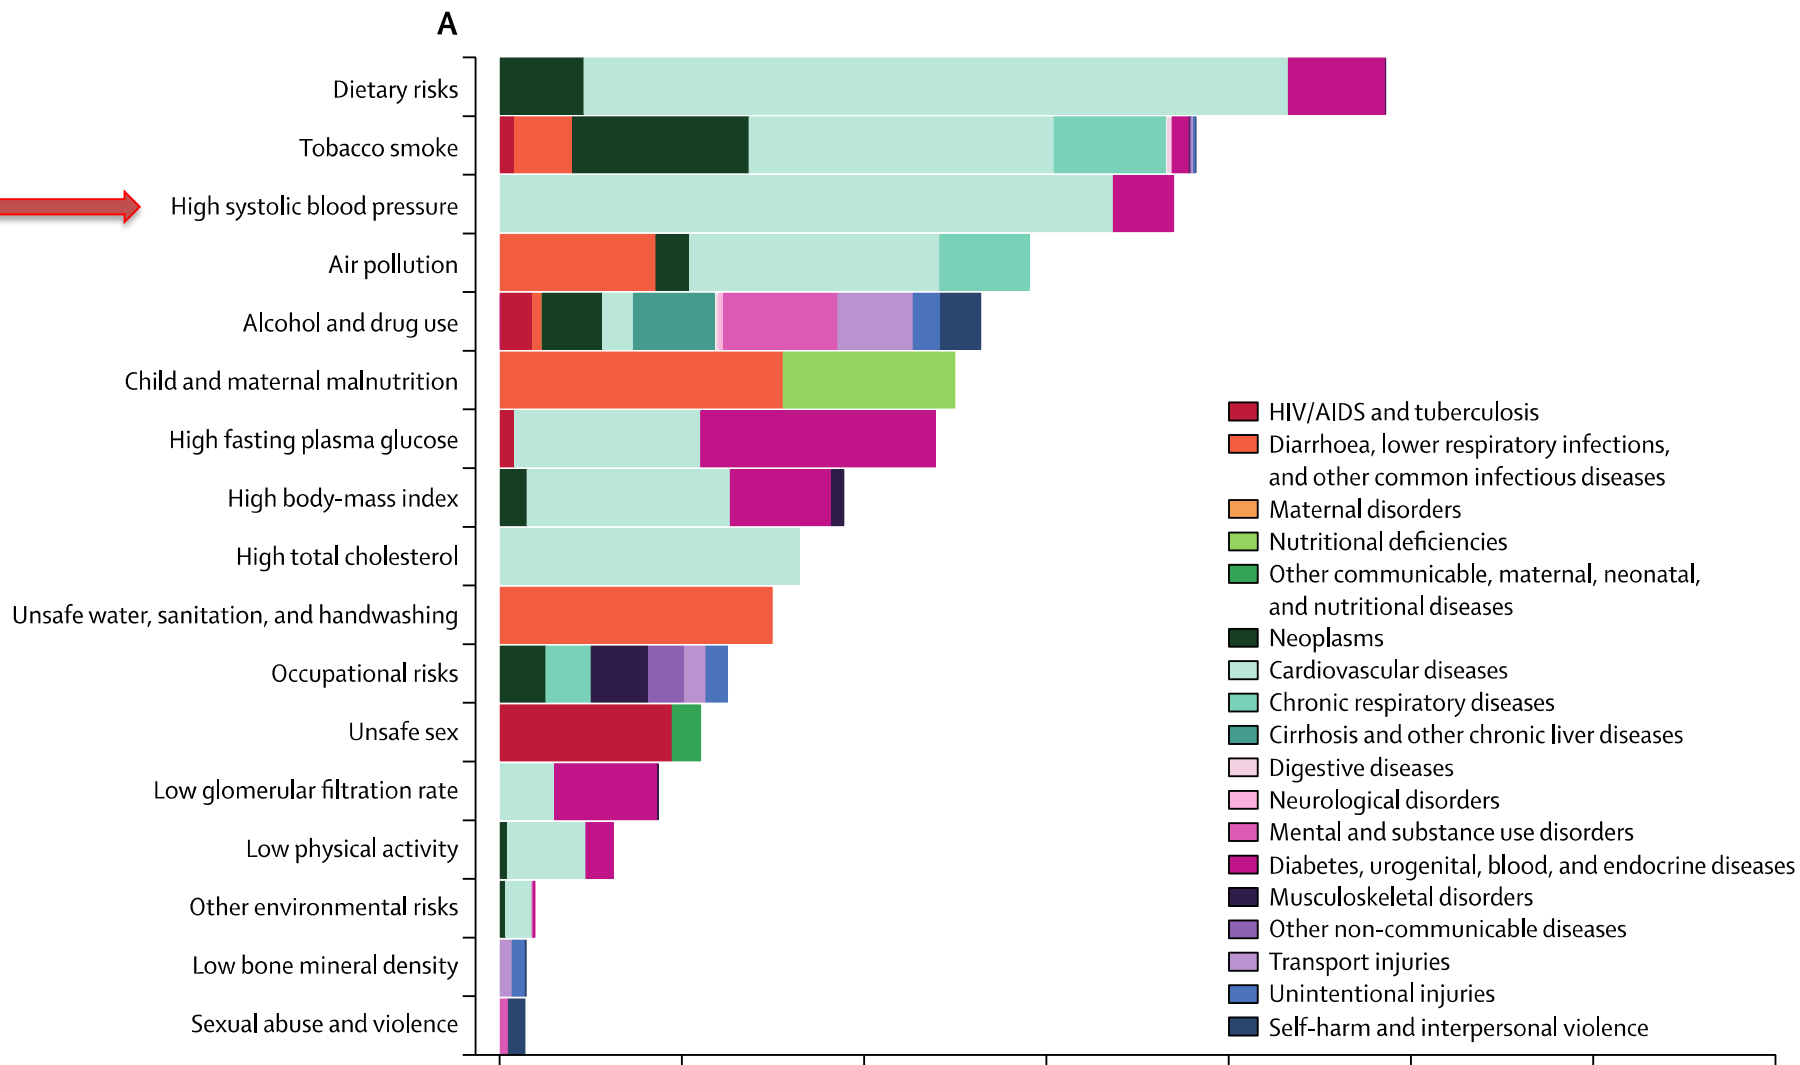 A
Dietary risks
Tobacco smoke
High systolic blood pressure
Air pollution
Alcohol and drug use
Child and maternal malnutrition
High fasting plasma glucose
High body-mass index
High total cholesterol
Unsafe water, sanitation, and handwashing
Occupational risks
Unsafe sex
Low glomerular filtration rate
Low physical activity
Other environmental risks
Low bone mineral density
Sexual abuse and violence
HIV/AIDS and tuberculosis
Diarrhoea, lower respiratory infections,
and other common infectious diseases
Maternal disorders
Nutritional deficiencies
Other communicable, maternal, neonatal,
and nutritional diseases
Neoplasms
Cardiovascular diseases
Chronic respiratory diseases
Cirrhosis and other chronic liver diseases
Digestive diseases
Neurological disorders
Mental and substance use disorders
Diabetes, urogenital, blood, and endocrine diseases
Musculoskeletal disorders
Other non-communicable diseases
Transport injuries
Unintentional injuries
Self-harm and interpersonal violence